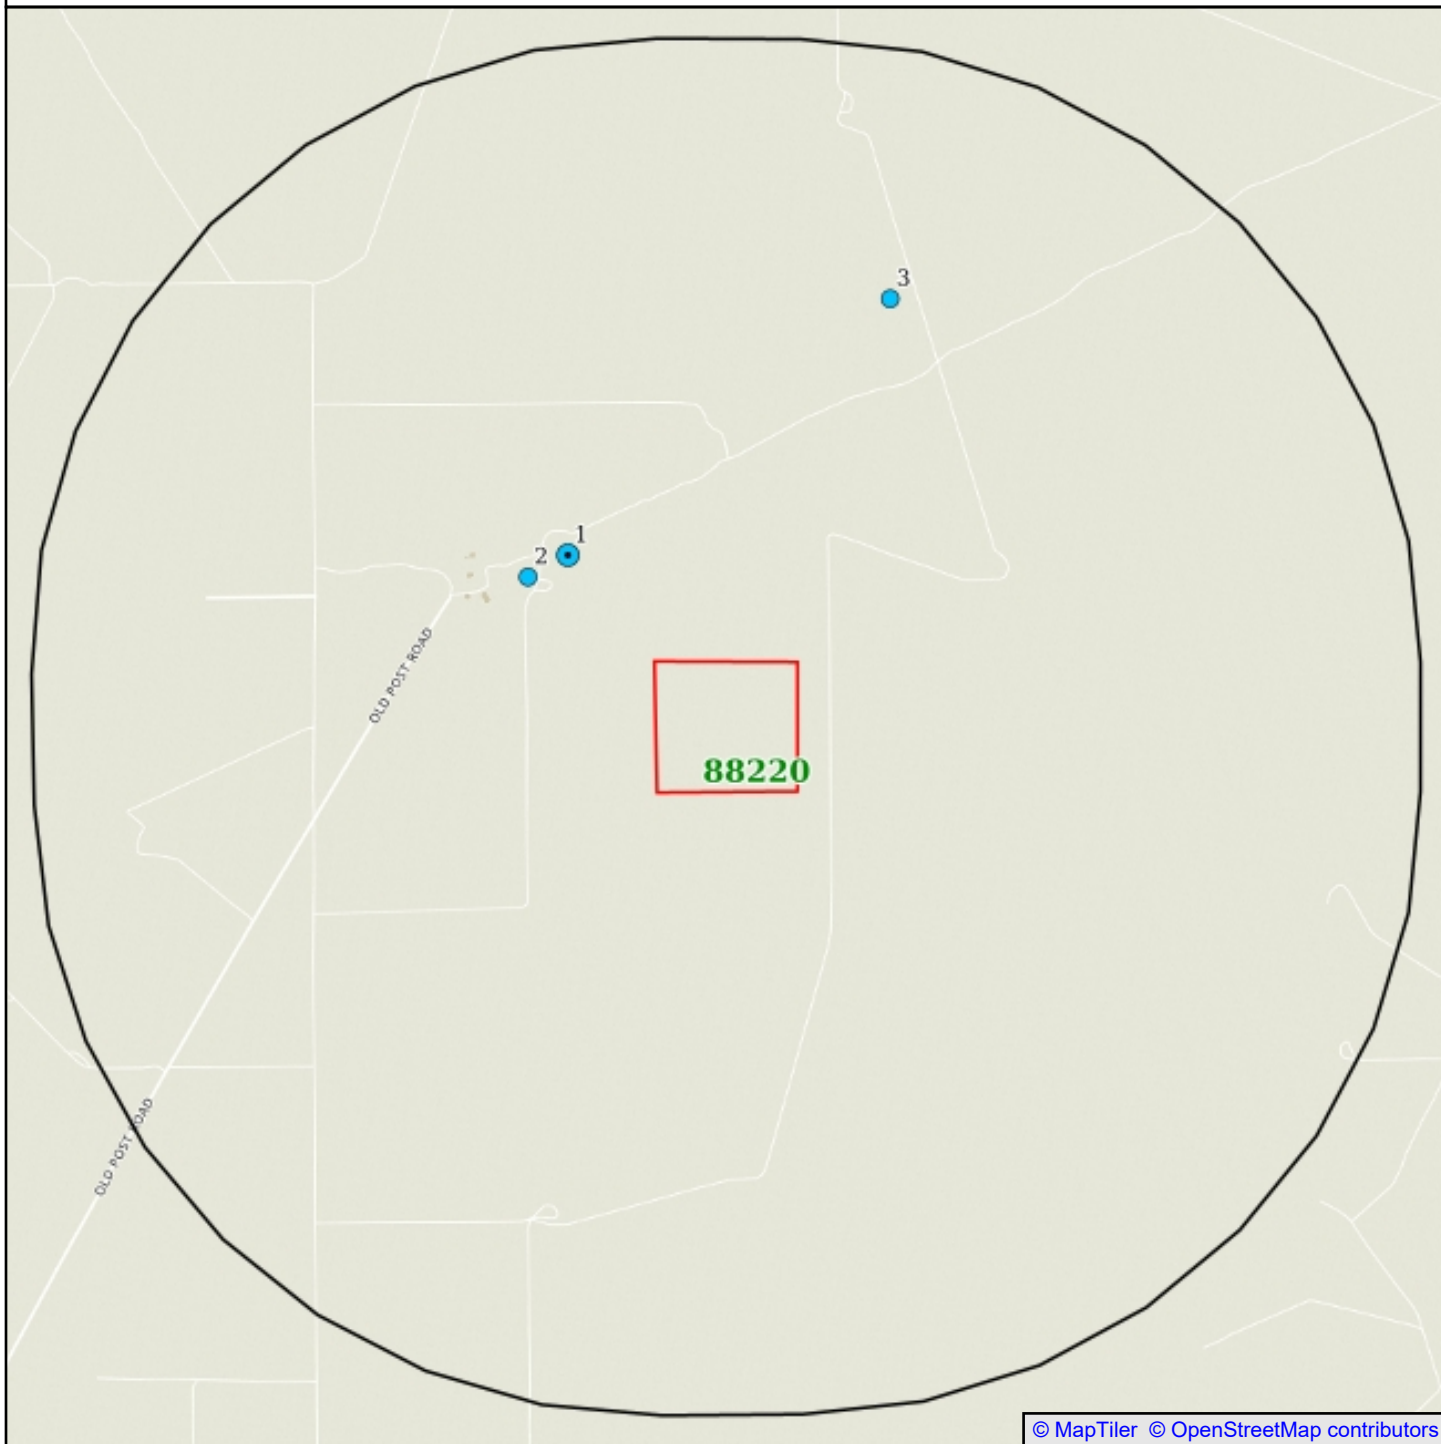 3
1
2
OLD POST ROAD
88220
OLD POST ROAD
© MapTiler © OpenStreetMap contributors